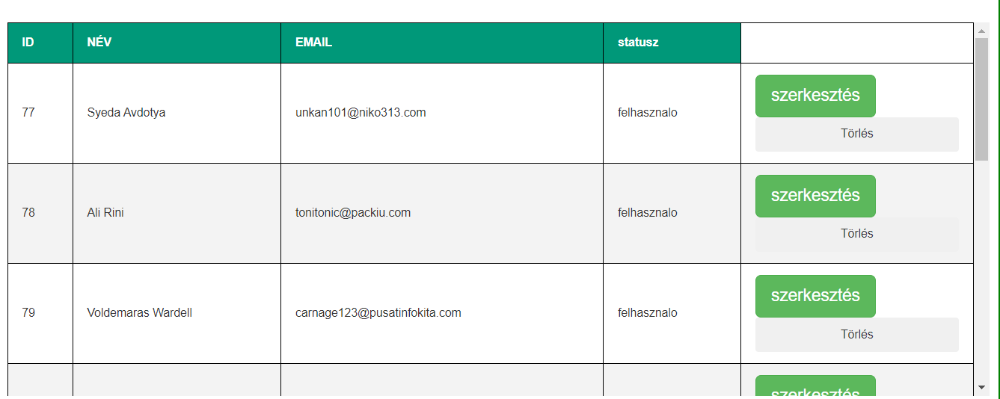 ID NÉV EMAIL statusz
77 Syeda Avdotya unkan101@niko313.com felhasznalo szerkesztés
Törlés
78 Ali Rini tonitonic@packiu.com felhasznalo szerkesztés
Törlés
79 Voldemaras Wardell carnage123@pusatinfokita.com felhasznalo szerkesztés
Törlés
szerkesztés